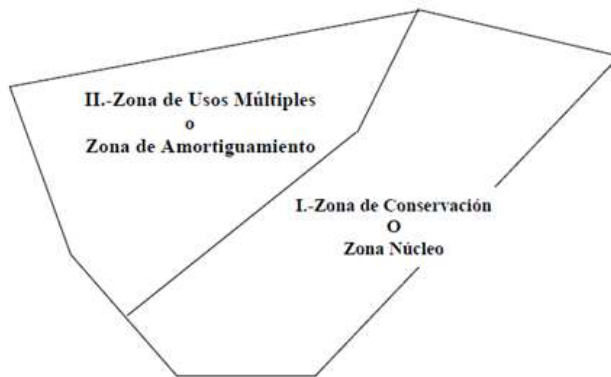 II.-Zona de Usos Múltiples
o
Zona de Amortiguamiento
I.-Zona de Conservación
O
Zona Núcleo